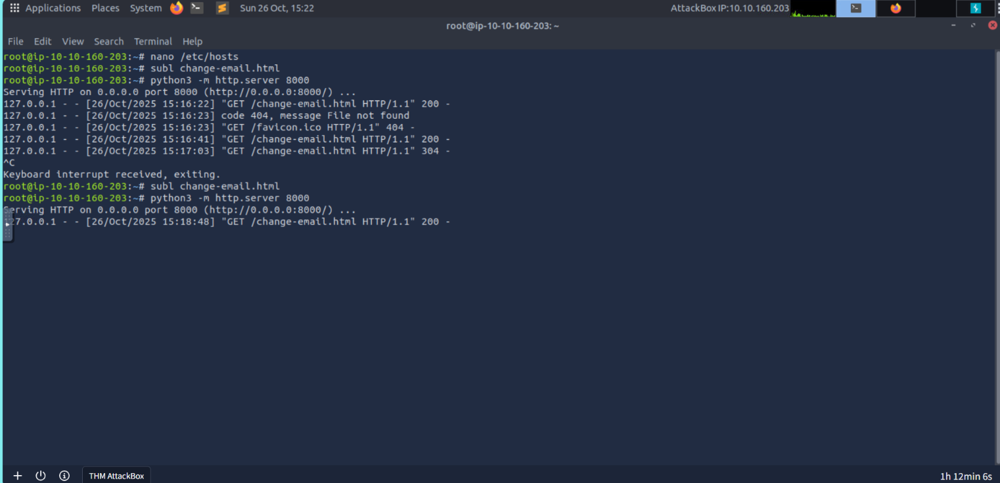 Applications Places System Sun 26 Oct, 15:22 AttackBox IP:10.10.160.203
root@ip-10-10-160-203: ~
File Edit View Search Terminal Help
root@ip-10-10-160-203:~# nano /etc/hosts
root@ip-10-10-160-203:~# subl change-email.html
root@ip-10-10-160-203:~# python3 -m http.server 8000
Serving HTTP on 0.0.0.0 port 8000 (http://0.0.0.0:8000/) ...
127.0.0.1 - - [26/Oct/2025 15:16:22] "GET /change-email.html HTTP/1.1" 200 -
127.0.0.1 - - [26/Oct/2025 15:16:23] code 404, message File not found
127.0.0.1 - - [26/Oct/2025 15:16:23] "GET /favicon.ico HTTP/1.1" 404 -
127.0.0.1 - - [26/Oct/2025 15:16:41] "GET /change-email.html HTTP/1.1" 200 -
127.0.0.1 - - [26/Oct/2025 15:17:03] "GET /change-email.html HTTP/1.1" 304 -
^C
Keyboard interrupt received, exiting.
root@ip-10-10-160-203:~# subl change-email.html
root@ip-10-10-160-203:~# python3 -m http.server 8000
Serving HTTP on 0.0.0.0 port 8000 (http://0.0.0.0:8000/) ...
127.0.0.1 - - [26/Oct/2025 15:18:48] "GET /change-email.html HTTP/1.1" 200 -
THM AttackBox 1h 12min 6s